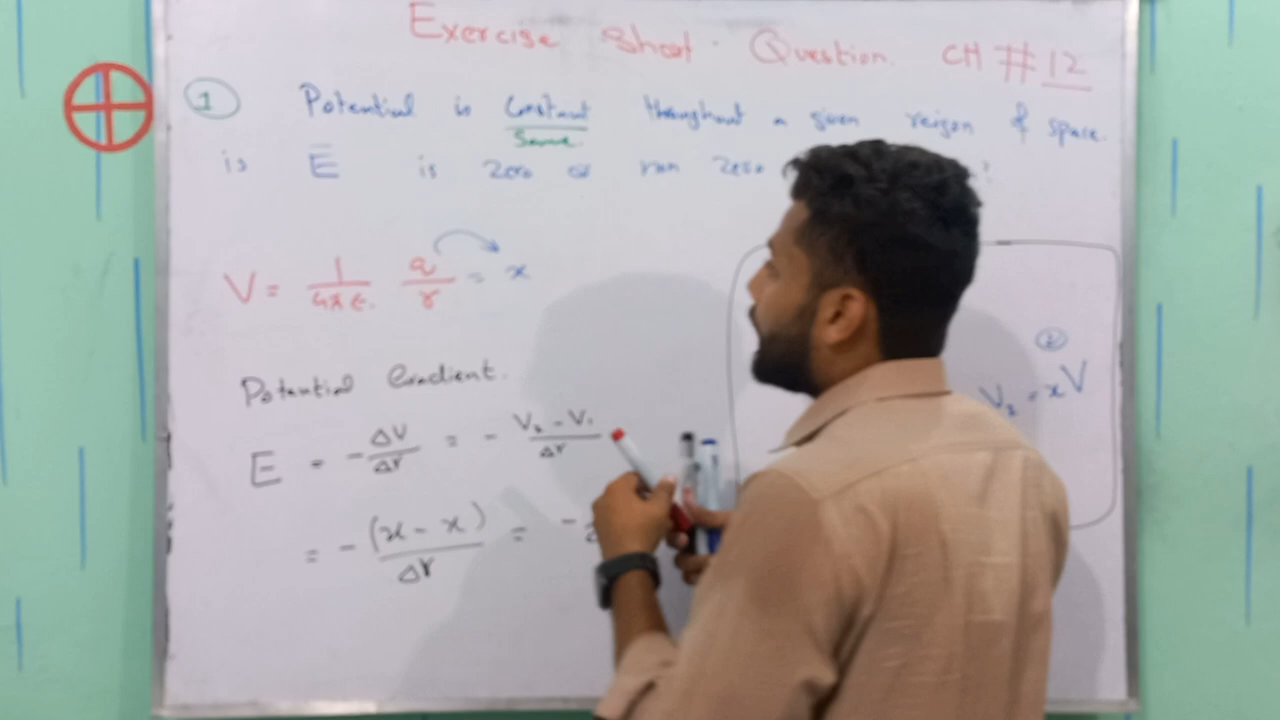 Exercise Short Question. CH # 12
1 Potential is Constant throughout a given reigon of space.
Same
is E is zero or non zero ?
V = 1/4πε. q/r = x
Potential Gradient.
E = - ΔV/Δr = - V₂ - V₁/Δr
= - (x - x)/Δr = -
2
V₂ = x V